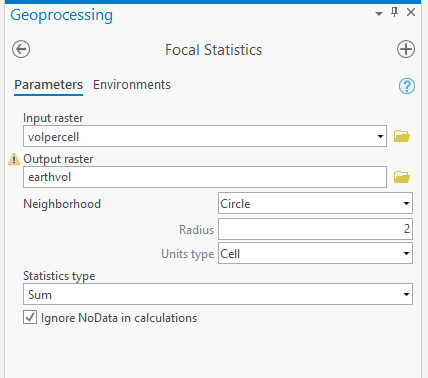 Geoprocessing
Focal Statistics
Parameters Environments
Input raster
volpercell
Output raster
earthvol
Neighborhood Circle
Radius 2
Units type Cell
Statistics type
Sum
Ignore NoData in calculations